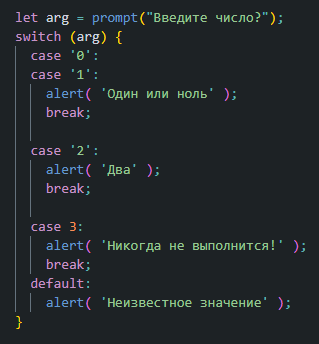 let arg = prompt("Введите число?");
switch (arg) {
  case '0':
  case '1':
    alert( 'Один или ноль' );
    break;

  case '2':
    alert( 'Два' );
    break;

  case 3:
    alert( 'Никогда не выполнится!' );
    break;
  default:
    alert( 'Неизвестное значение' );
}